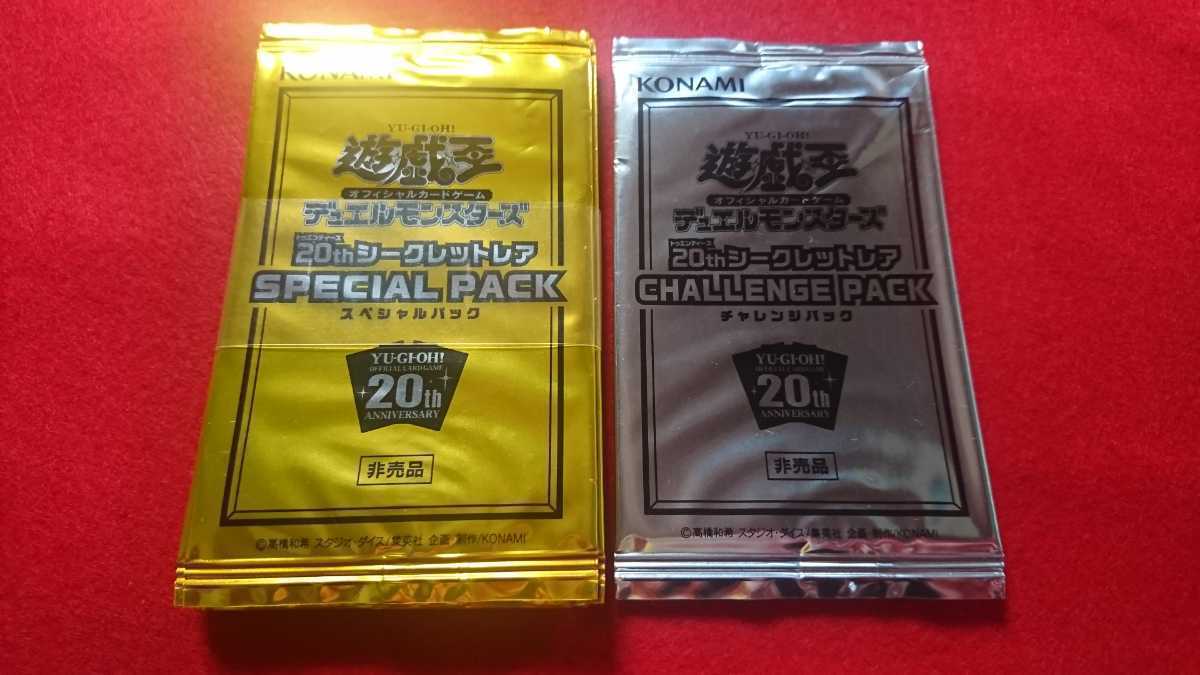 KONAMI
YU-GI-OH!
遊戯王
オフィシャルカードゲーム
デュエルモンスターズ
トゥエンティース
20thシークレットレア
SPECIAL PACK
スペシャルパック
YU-GI-OH!
OFFICIAL CARD GAME
20th
ANNIVERSARY
非売品
©高橋和希 スタジオ・ダイス/集英社 企画・制作/KONAMI
KONAMI
YU-GI-OH!
遊戯王
オフィシャルカードゲーム
デュエルモンスターズ
トゥエンティース
20thシークレットレア
CHALLENGE PACK
チャレンジパック
YU-GI-OH!
OFFICIAL CARD GAME
20th
ANNIVERSARY
非売品
©高橋和希 スタジオ・ダイス/集英社 企画・制作/KONAMI